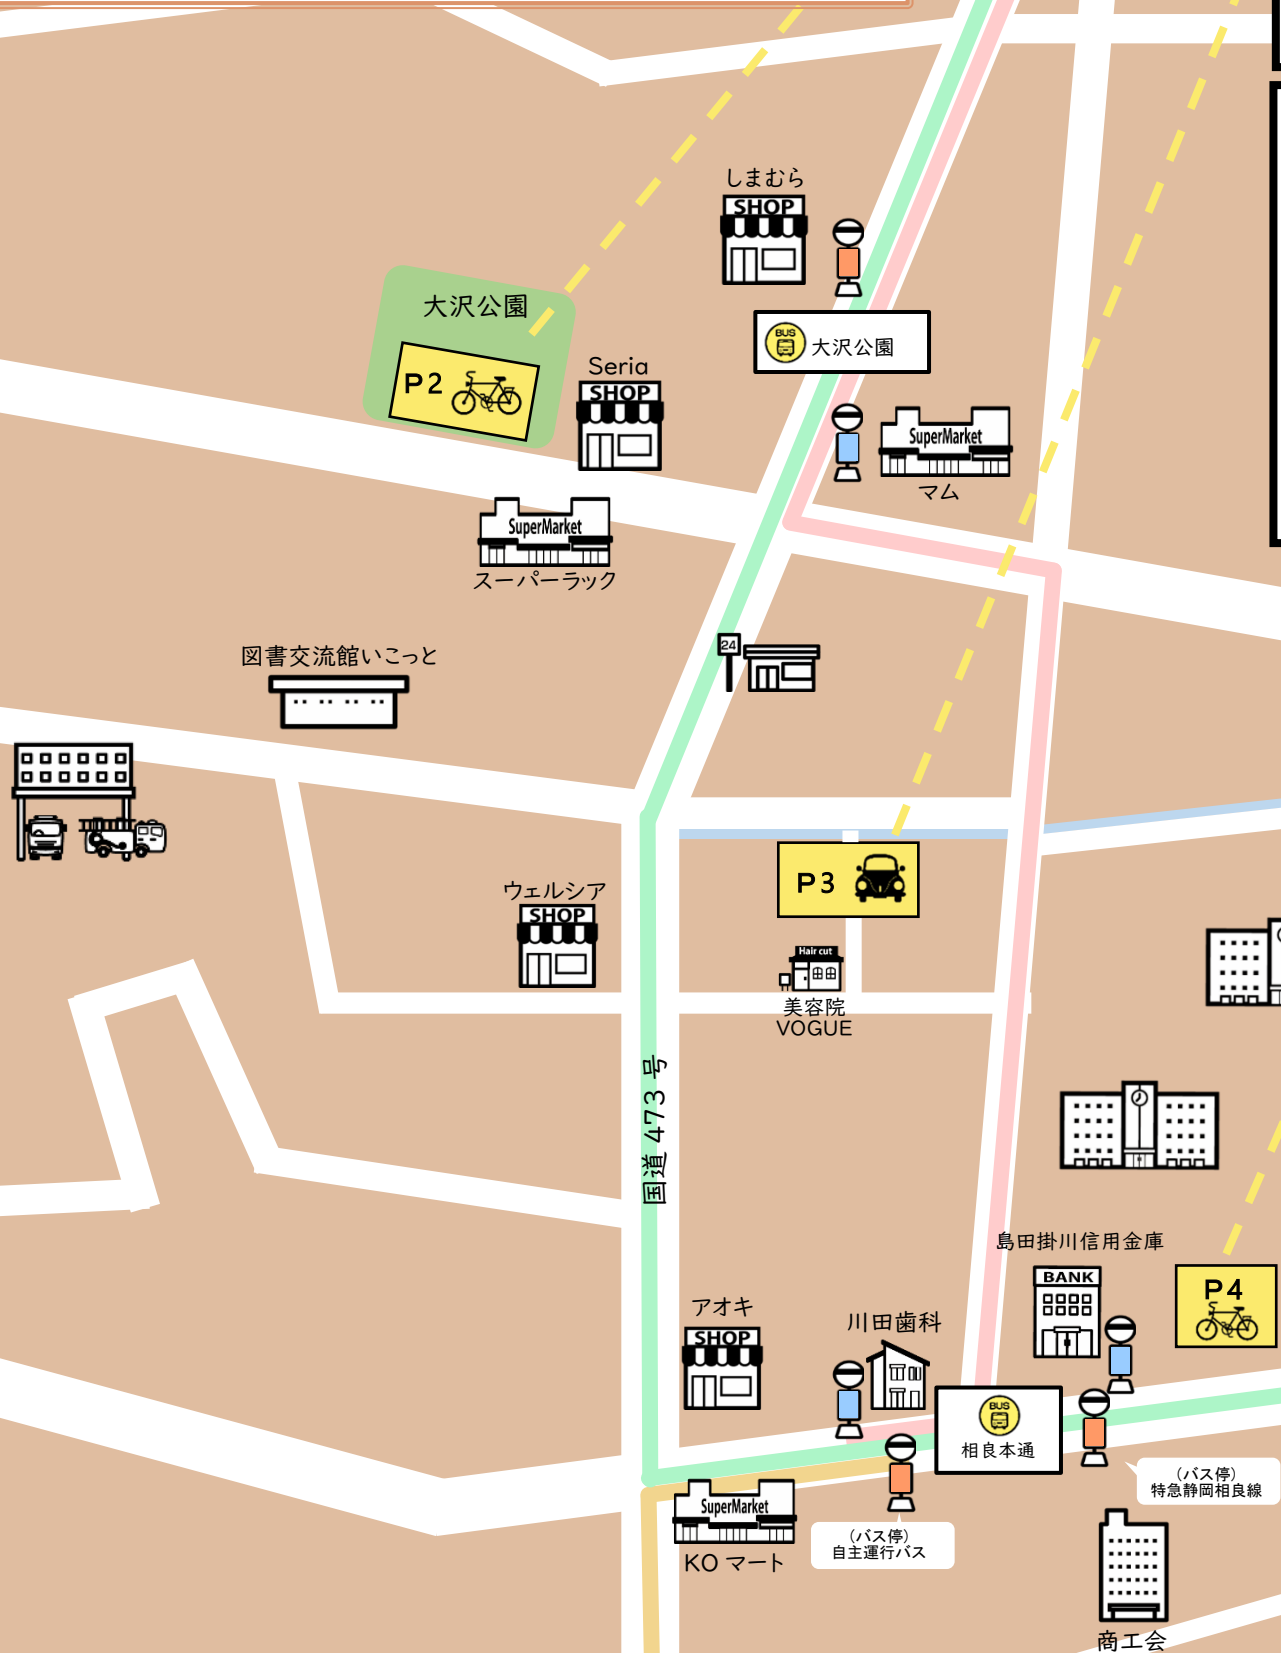 しまむら
SHOP
大沢公園
BUS
大沢公園
P2
Seria
SHOP
SuperMarket
マム
SuperMarket
スーパーラック
24
図書交流館いこっと
P3
ウェルシア
SHOP
Hair cut
美容院
VOGUE
国道 473 号
島田掛川信用金庫
BANK
P4
アオキ
SHOP
川田歯科
BUS
相良本通
(バス停)
特急静岡相良線
SuperMarket
KO マート
(バス停)
自主運行バス
商工会